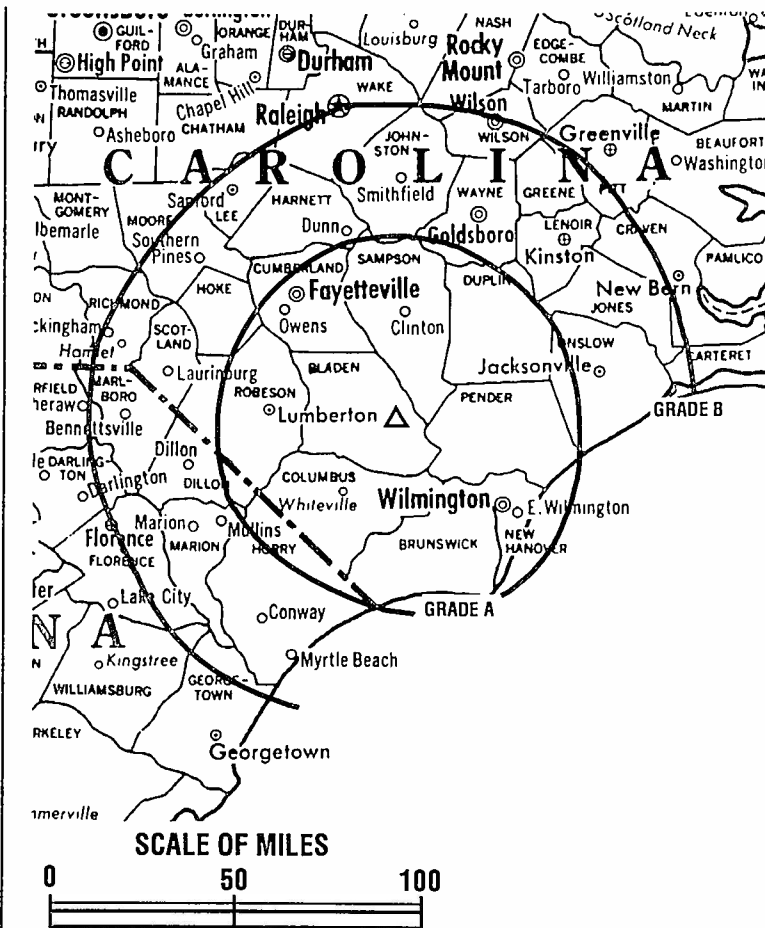 NASH
Scotland Neck
GUIL-
FORD
ORANGE
DUR-
HAM
Louisburg
Rocky
Mount
EDGE-
COMBE
Graham
High Point
ALA-
MANCE
Durham
Tarboro
Williamston
Thomasville
RANDOLPH
Chapel Hill
WAKE
MARTIN
Asheboro
CHATHAM
Raleigh
Wilson
WILSON
Greenville
BEAUFORT
Washington
CAROLINA
JOHN-
STON
Smithfield
PITT
MONT-
GOMERY
lbemarle
MOORE
Sanford
LEE
HARNETT
WAYNE
GREENE
Dunn
Goldsboro
LENOIR
Kinston
CRAVEN
Southern
Pines
CUMBERLAND
SAMPSON
PAMLICO
HOKE
DUPLIN
New Bern
JONES
RICHMOND
Fayetteville
Owens
Clinton
ckingham
Hamlet
SCOT-
LAND
ONSLOW
CARTERET
Laurinburg
BLADEN
Jacksonville
RFIELD
MARL-
BORO
ROBESON
PENDER
GRADE B
heraw
Bennettsville
Lumberton
Dillon
DILLON
DARLING-
TON
Darlington
COLUMBUS
Whiteville
Wilmington
E. Wilmington
Florence
FLORENCE
Marion
MARION
Mullins
HORRY
BRUNSWICK
NEW
HANOVER
Lake City
GRADE A
Conway
NA
Kingstree
Myrtle Beach
WILLIAMSBURG
GEORGE-
TOWN
RKELEY
Georgetown
nmerville
SCALE OF MILES
0 50 100